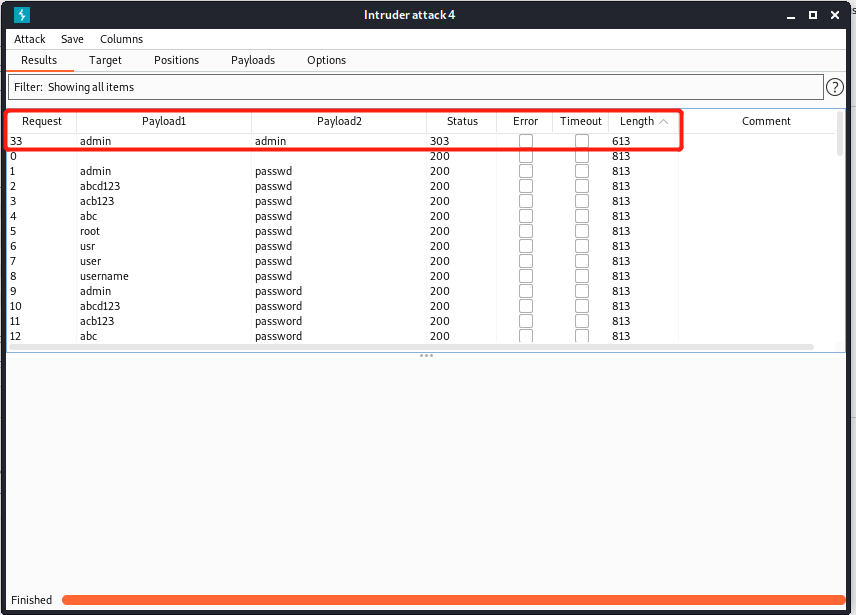 Intruder attack 4
Attack Save Columns
Results Target Positions Payloads Options
Filter: Showing all items ?
Request Payload1 Payload2 Status Error Timeout Length Comment
33 admin admin 303 613
0 200 813
1 admin passwd 200 813
2 abcd123 passwd 200 813
3 acb123 passwd 200 813
4 abc passwd 200 813
5 root passwd 200 813
6 usr passwd 200 813
7 user passwd 200 813
8 username passwd 200 813
9 admin password 200 813
10 abcd123 password 200 813
11 acb123 password 200 813
12 abc password 200 813
Finished